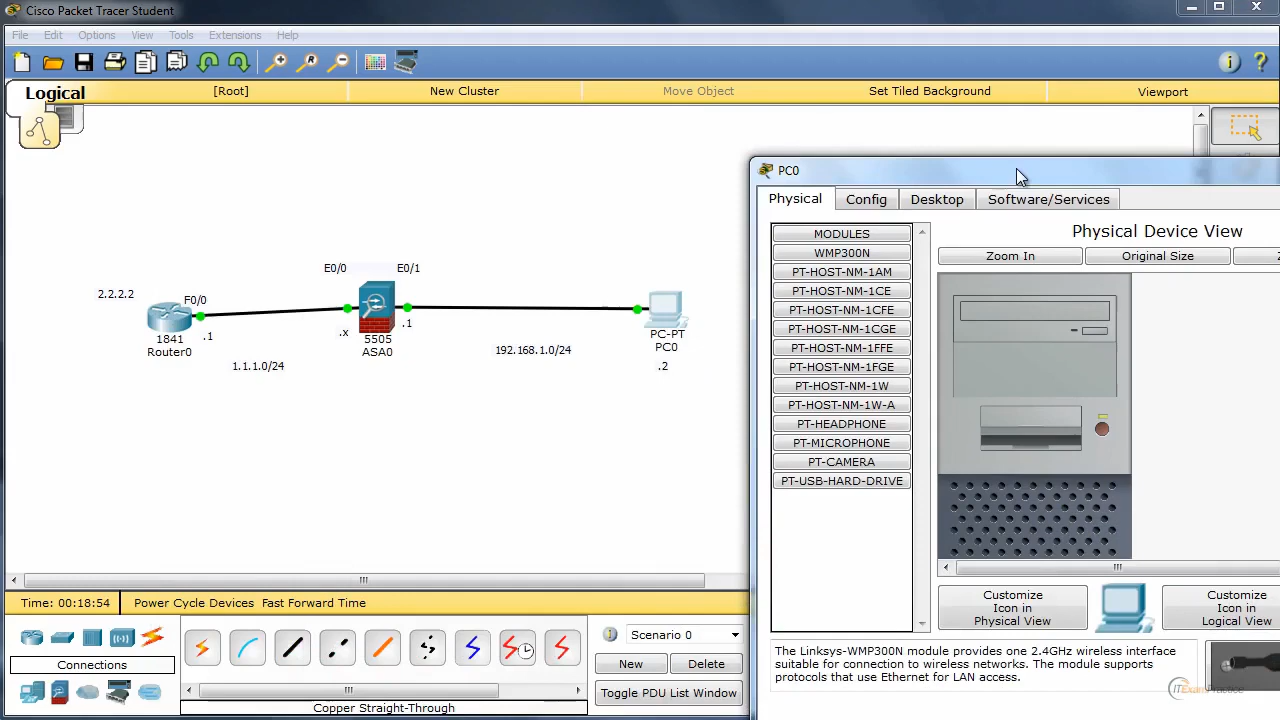 Cisco Packet Tracer Student
File Edit Options View Tools Extensions Help
Logical [Root] New Cluster Move Object Set Tiled Background Viewport
PC0
Physical Config Desktop Software/Services
MODULES
WMP300N
PT-HOST-NM-1AM
PT-HOST-NM-1CE
PT-HOST-NM-1CFE
PT-HOST-NM-1CGE
PT-HOST-NM-1FFE
PT-HOST-NM-1FGE
PT-HOST-NM-1W
PT-HOST-NM-1W-A
PT-HEADPHONE
PT-MICROPHONE
PT-CAMERA
PT-USB-HARD-DRIVE
Physical Device View
Zoom In Original Size Z
E0/0 E0/1
2.2.2.2 F0/0
.1 .x .1
1841
Router0
5505
ASA0
PC-PT
PC0
1.1.1.0/24 192.168.1.0/24 .2
Customize
Icon in
Physical View
Customize
Icon in
Logical View
The Linksys-WMP300N module provides one 2.4GHz wireless interface
suitable for connection to wireless networks. The module supports
protocols that use Ethernet for LAN access.
Time: 00:18:54 Power Cycle Devices Fast Forward Time
Scenario 0
New Delete
Toggle PDU List Window
Connections
Copper Straight-Through
ITExamPractice